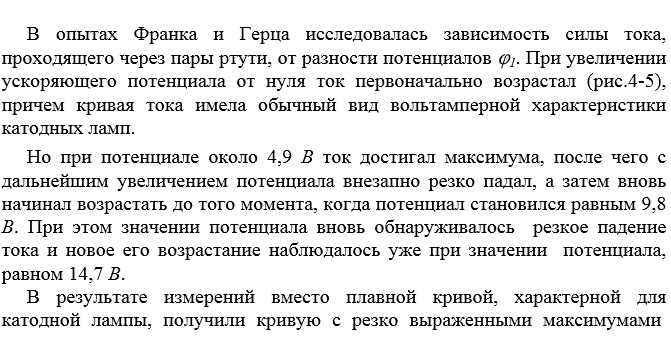 В опытах Франка и Герца исследовалась зависимость силы тока,
проходящего через пары ртути, от разности потенциалов φ1. При увеличении
ускоряющего потенциала от нуля ток первоначально возрастал (рис.4-5),
причем кривая тока имела обычный вид вольтамперной характеристики
катодных ламп.
Но при потенциале около 4,9 В ток достигал максимума, после чего с
дальнейшим увеличением потенциала внезапно резко падал, а затем вновь
начинал возрастать до того момента, когда потенциал становился равным 9,8
В. При этом значении потенциала вновь обнаруживалось резкое падение
тока и новое его возрастание наблюдалось уже при значении потенциала,
равном 14,7 В.
В результате измерений вместо плавной кривой, характерной для
катодной лампы, получили кривую с резко выраженными максимумами